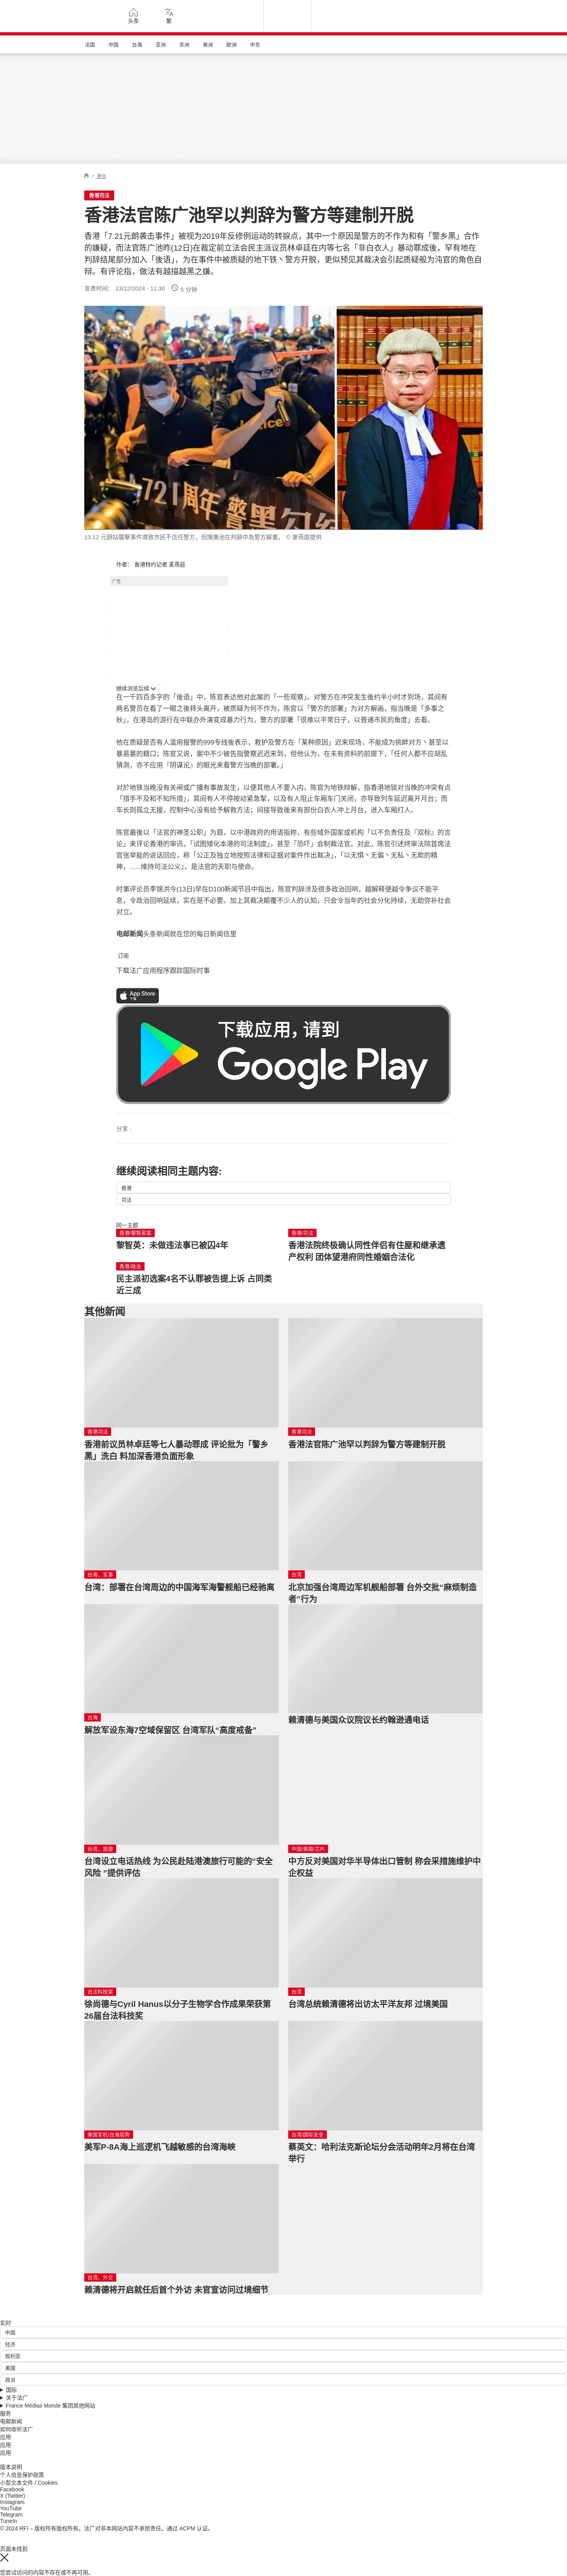 头条
繁
法国
中国
台海
亚洲
非洲
美洲
欧洲
中东
/ 港台
香港司法
香港法官陈广池罕以判辞为警方等建制开脱
香港「7.21元朗袭击事件」被视为2019年反修例运动的转捩点，其中一个原因是警方的不作为和有「警乡黑」合作
的嫌疑，而法官陈广池昨(12日)在裁定前立法会民主派议员林卓廷在内等七名「非白衣人」暴动罪成後，罕有地在
判辞结尾部分加入「後语」，为在事件中被质疑的地下铁丶警方开脱，更似预见其裁决会引起质疑般为沌官的角色自
辩。有评论指，做法有越描越黑之嫌。
发表时间： 13/12/2024 - 11:30
5 分钟
721周年 警黑
13.12 元朗站襲擊事件導致市民不信任警方，但陳廣池在判辭中為警方解畫。 © 麥燕庭提供
作者： 香港特约记者 麦燕庭
广告
继续浏览后续
在一千四百多字的「後语」中，陈官表达他对此案的「一些观察」。对警方在冲突发生後约半小时才到场，其间有
两名警员在看了一眼之後转头离开，被质疑为何不作为，陈官以「警方的部署」为对方解画，指当晚是「多事之
秋」，在港岛的游行在中联办外演变成暴力行为，警方的部署「很难以平常日子，以普通市民的角度」去看。
他在质疑是否有人滥用报警的999专线後表示，救护及警方在「某种原因」迟来现场，不能成为挑衅对方丶甚至以
暴易暴的藉口；陈官又说，案中不少被告指警察迟迟来到，但他认为，在未有资料的前提下，「任何人都不应胡乱
猜测，亦不应用『阴谋论』的眼光来看警方当晚的部署。」
对於地铁当晚没有关闸或广播有事故发生，以便其他人不要入内，陈官为地铁辩解，指香港地铁对当晚的冲突有点
「措手不及和不知所措」，其间有人不停按动紧急掣，以及有人阻止车厢车门关闭，亦导致列车延迟离开月台；而
车长则孤立无援，控制中心没有给予解救方法；间接导致後来有部份白衣人冲上月台，进入车厢打人。
陈官最後以「法官的神圣公职」为题，以中港政府的用语指称，有些域外国家或机构「以不负责任及『双标』的言
论」来评论香港的审讯，「试图矮化本港的司法制度」，甚至「恐吓」会制裁法官。对此，陈官引述终审法院首席法
官张举能的说话回应，称「公正及独立地按照法律和证据对案件作出裁决」，「以无惧丶无偏丶无私丶无欺的精
神，......维持司法公义」，是法官的天职与使命。
时事评论员李锦洪今(13日)早在D100新闻节目中指出，陈官判辞涉及很多政治回响，越解释便越令争议不能平
息，令政治回响延续，实在是不必要。加上其裁决颠覆不少人的认知，只会令当年的社会分化持续，无助弥补社会
对立。
电邮新闻头条新闻就在您的每日新闻信里
订阅
下载法广应用程序跟踪国际时事
App Store
下载
下载应用，请到
Google Play
分享 :
继续阅读相同主题内容:
香港
司法
同一主题
香港/黎智英案
黎智英：未做违法事已被囚4年
香港/司法
香港法院终极确认同性伴侣有住屋和继承遗
产权利 团体望港府同性婚姻合法化
香港/政治
民主派初选案4名不认罪被告提上诉 占同类
近三成
其他新闻
香港司法
香港前议员林卓廷等七人暴动罪成 评论批为「警乡
黑」洗白 料加深香港负面形象
香港司法
香港法官陈广池罕以判辞为警方等建制开脱
台海、军事
台湾：部署在台湾周边的中国海军海警舰船已经驰离
台湾
北京加强台湾周边军机舰船部署 台外交批“麻烦制造
者”行为
台海
解放军设东海7空域保留区 台湾军队“高度戒备”
赖清德与美国众议院议长约翰逊通电话
台湾、旅游
台湾设立电话热线 为公民赴陆港澳旅行可能的“安全
风险 ”提供评估
中国/美国/芯片
中方反对美国对华半导体出口管制 称会采措施维护中
企权益
台法科技奖
徐尚德与Cyril Hanus以分子生物学合作成果荣获第
26届台法科技奖
台湾
台湾总统赖清德将出访太平洋友邦 过境美国
美国军机/台海局势
美军P-8A海上巡逻机飞越敏感的台湾海峡
台湾/国际安全
蔡英文：哈利法克斯论坛分会活动明年2月将在台湾
举行
台湾、外交
赖清德将开启就任后首个外访 未官宣访问过境细节
实时
中国
经济
叙利亚
美国
政治
国际
关于法广
France Médias Monde 集团其他网站
服务
电邮新闻
如何收听法广
应用
应用
应用
版本说明
个人信息保护政策
小型文本文件 / Cookies
Facebook
X (Twitter)
Instagram
YouTube
Telegram
TuneIn
© 2024 RFI – 版权所有版权所有。法广对非本网站内容不承担责任。通过 ACPM 认证。
页面未找到
您尝试访问的内容不存在或不再可用。